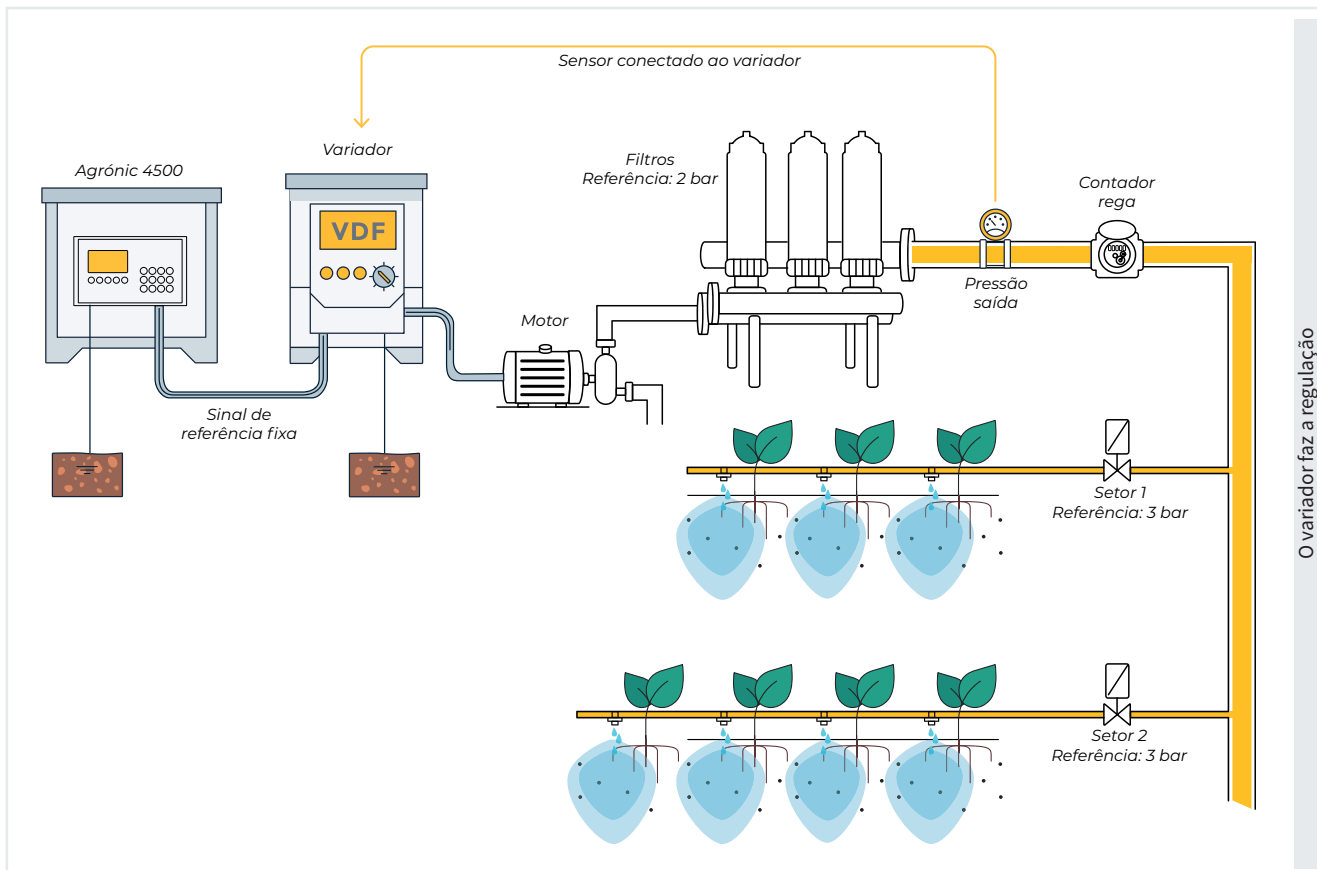 Sensor conectado ao variador
Agrónic 4500
Variador
VDF
Filtros
Referência: 2 bar
Contador
rega
Pressão
saída
Motor
Sinal de
referência fixa
Setor 1
Referência: 3 bar
Setor 2
Referência: 3 bar
O variador faz a regulação